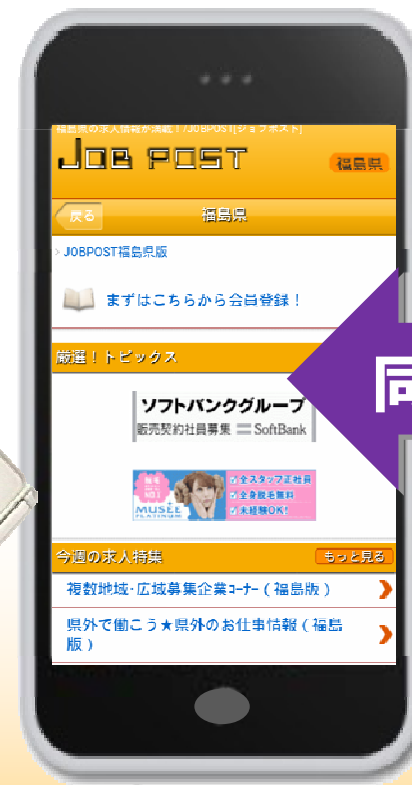 福島県の求人情報が満載！/JOBPOST[ジョブポスト]
JOB POST
福島県
戻る
福島県
JOBPOST福島県版
まずはこちらから会員登録！
厳選！トピックス
ソフトバンクグループ
販売契約社員募集 SoftBank
脱毛
NO.1
MUSÉE
PLATINUM
全スタッフ正社員
全身脱毛無料
未経験OK!
今週の求人特集
もっと見る
複数地域･広域募集企業ｺｰﾅｰ（福島版）
県外で働こう★県外のお仕事情報（福島
版）
同